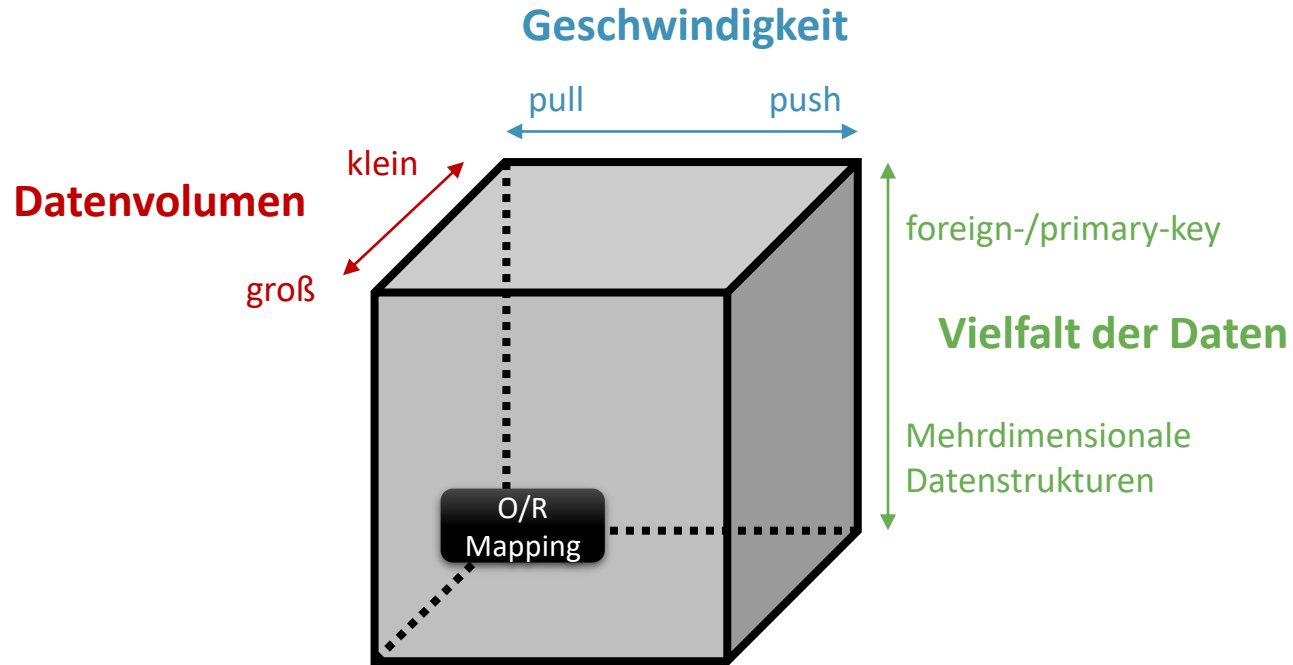 Geschwindigkeit
pull push
klein
Datenvolumen
groß
foreign-/primary-key
Vielfalt der Daten
Mehrdimensionale
Datenstrukturen
O/R
Mapping